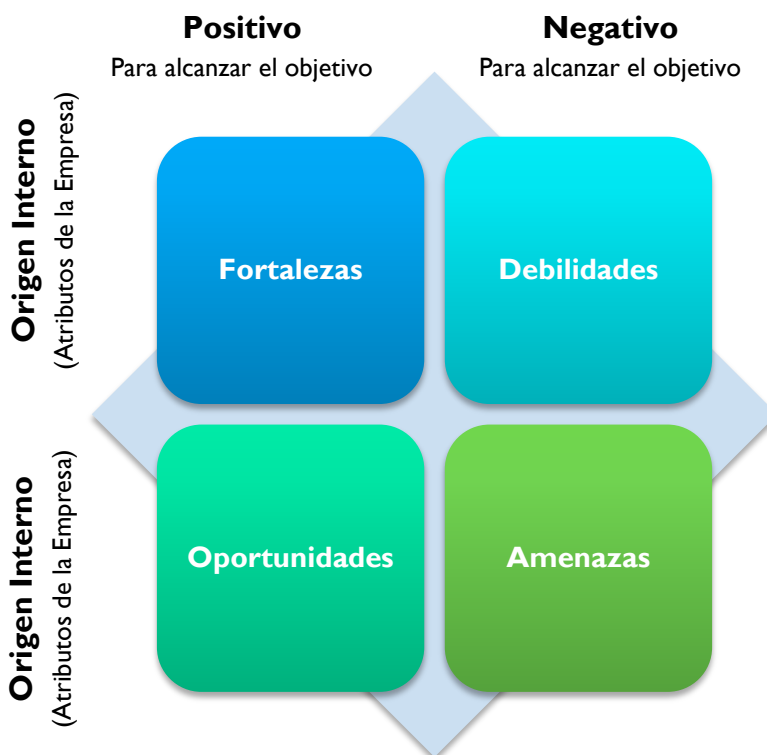 Positivo
Para alcanzar el objetivo
Negativo
Para alcanzar el objetivo
Origen Interno
(Atributos de la Empresa)
Fortalezas
Debilidades
Origen Interno
(Atributos de la Empresa)
Oportunidades
Amenazas